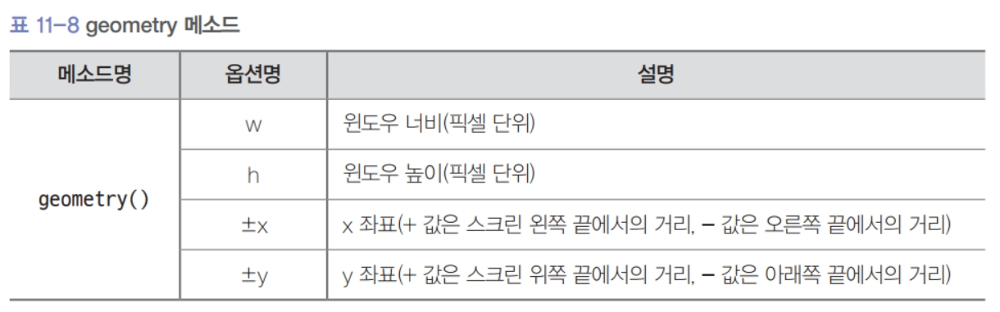 표 11-8 geometry 메소드
메소드명 옵션명 설명
w 윈도우 너비(픽셀 단위)
h 윈도우 높이(픽셀 단위)
geometry()
±x x 좌표(+ 값은 스크린 왼쪽 끝에서의 거리, - 값은 오른쪽 끝에서의 거리)
±y y 좌표(+ 값은 스크린 위쪽 끝에서의 거리, - 값은 아래쪽 끝에서의 거리)